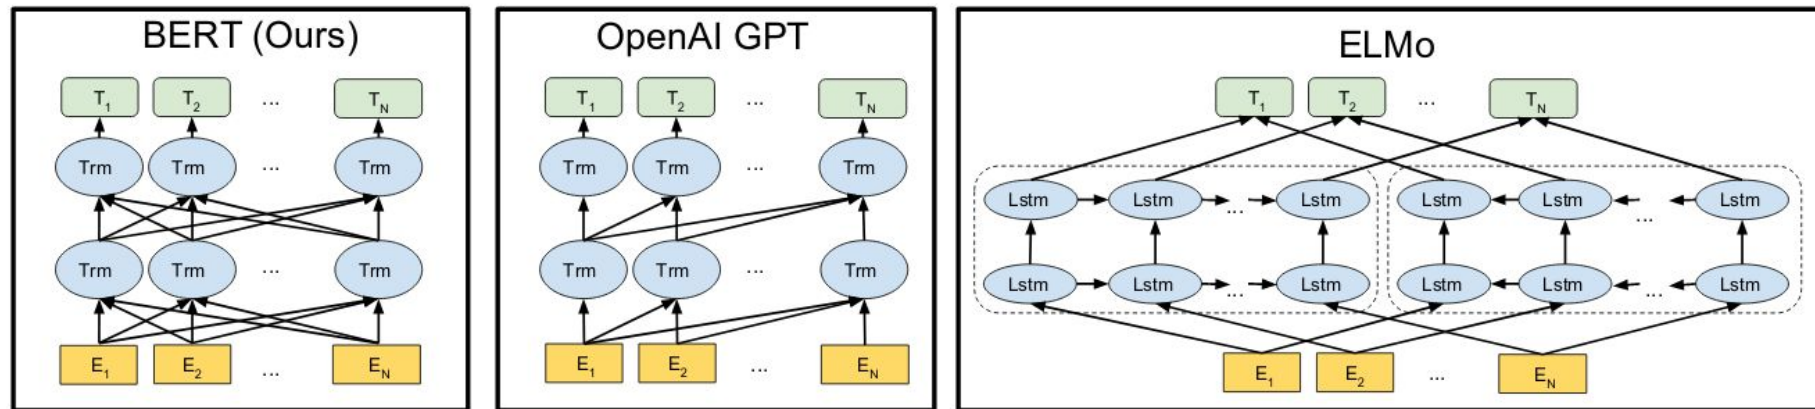 BERT (Ours)
T1 T2 ... TN
Trm Trm ... Trm
Trm Trm ... Trm
E1 E2 ... EN
OpenAI GPT
T1 T2 ... TN
Trm Trm ... Trm
Trm Trm ... Trm
E1 E2 ... EN
ELMo
T1 T2 ... TN
Lstm Lstm ... Lstm Lstm Lstm ... Lstm
Lstm Lstm ... Lstm Lstm Lstm ... Lstm
E1 E2 ... EN